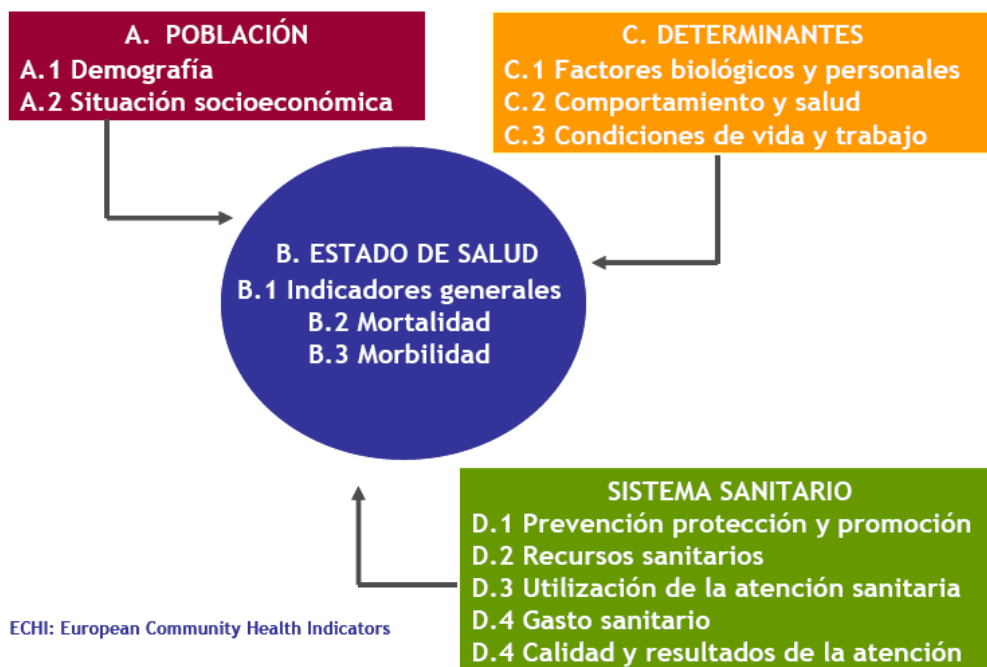 A. POBLACIÓN
A.1 Demografía
A.2 Situación socioeconómica
C. DETERMINANTES
C.1 Factores biológicos y personales
C.2 Comportamiento y salud
C.3 Condiciones de vida y trabajo
B. ESTADO DE SALUD
B.1 Indicadores generales
B.2 Mortalidad
B.3 Morbilidad
SISTEMA SANITARIO
D.1 Prevención protección y promoción
D.2 Recursos sanitarios
D.3 Utilización de la atención sanitaria
D.4 Gasto sanitario
D.4 Calidad y resultados de la atención
ECHI: European Community Health Indicators